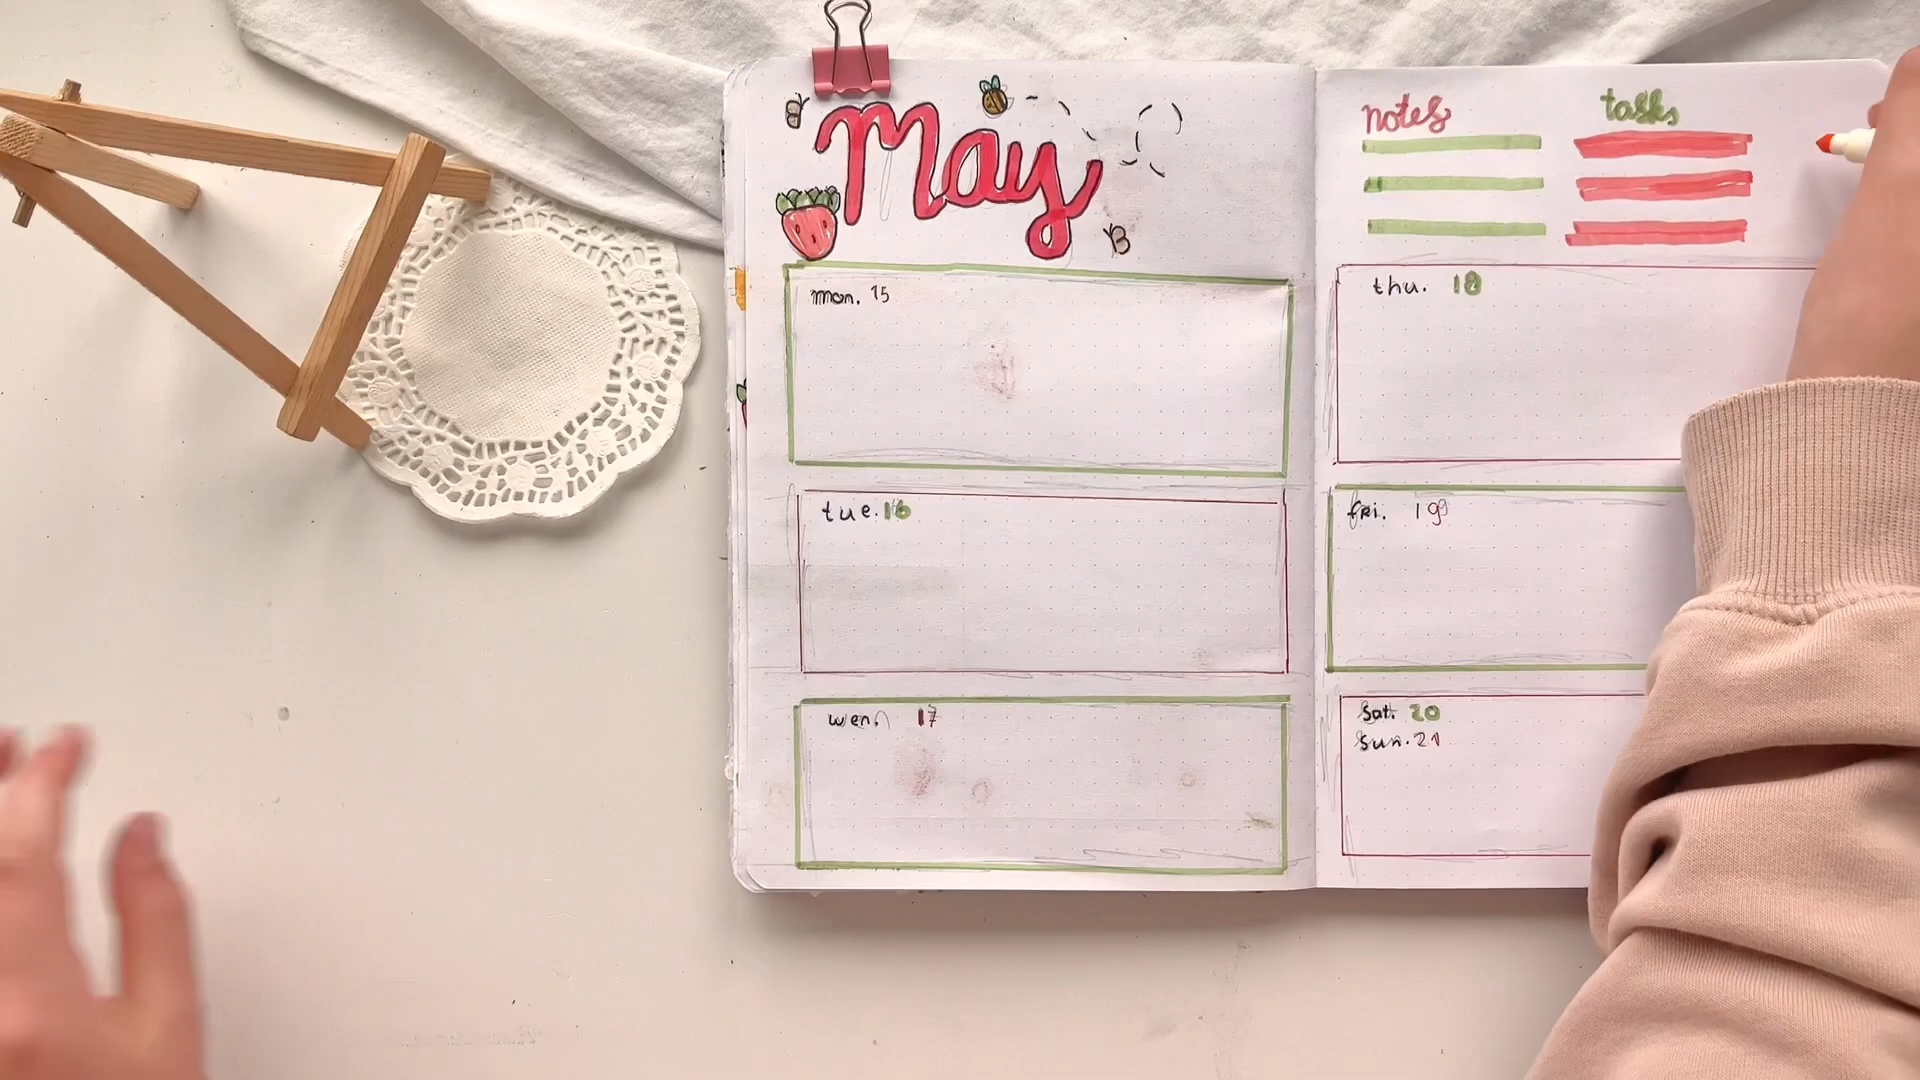 May
mon. 15
tue. 16
wen. 17
notes
tasks
thu. 18
fri. 19
Sat. 20
Sun. 21